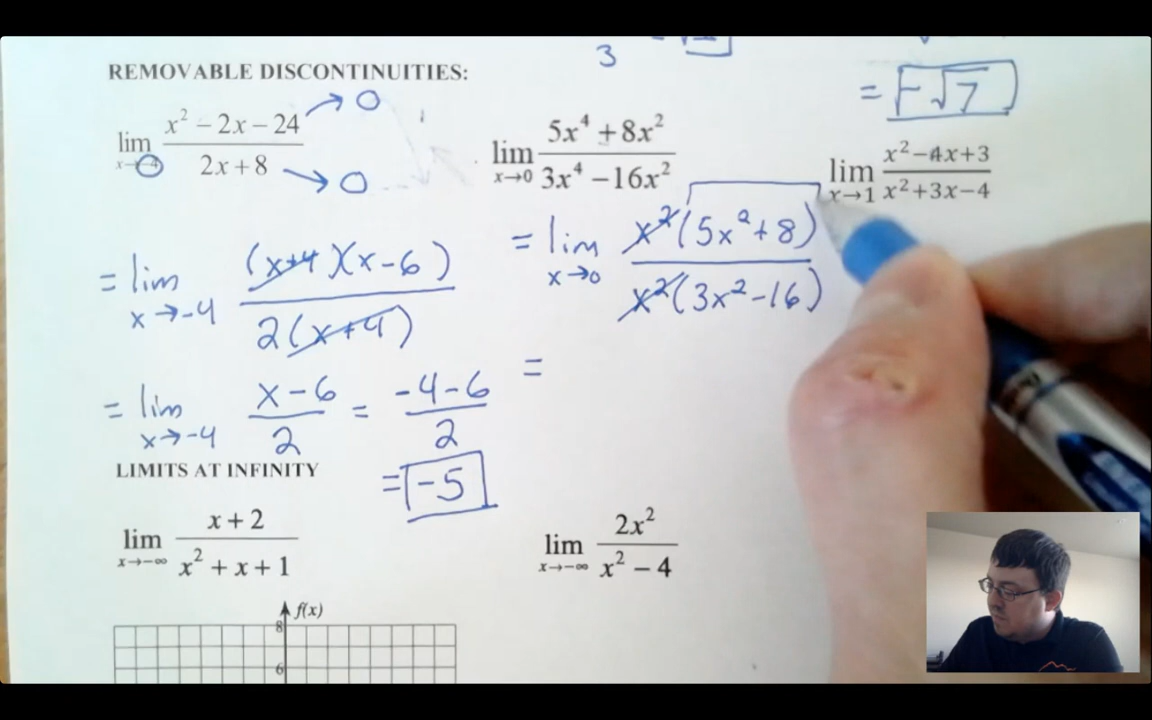 3
= -√7
REMOVABLE DISCONTINUITIES:
lim x→-4 (x² - 2x - 24)/(2x + 8) → 0 → 0
= lim x→-4 ((x+4)(x-6))/(2(x+4))
= lim x→-4 (x-6)/2 = (-4-6)/2
= -5
lim x→0 (5x⁴ + 8x²)/(3x⁴ - 16x²)
= lim x→0 (x²(5x²+8))/(x²(3x²-16))
=
lim x→1 (x²-4x+3)/(x²+3x-4)
LIMITS AT INFINITY
lim x→-∞ (x+2)/(x² + x + 1)
lim x→-∞ 2x²/(x² - 4)
f(x)
8
6